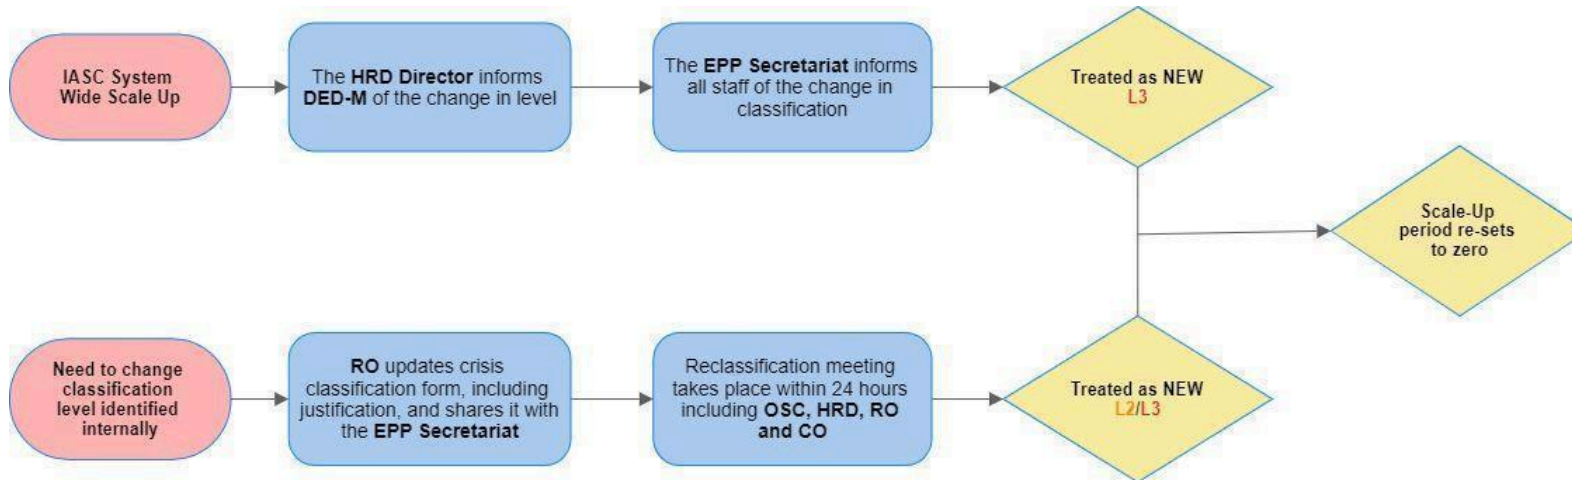 IASC System
Wide Scale Up
The HRD Director informs
DED-M of the change in level
The EPP Secretariat informs
all staff of the change in
classification
Treated as NEW
L3
Scale-Up
period re-sets
to zero
Need to change
classification
level identified
internally
RO updates crisis
classification form, including
justification, and shares it with
the EPP Secretariat
Reclassification meeting
takes place within 24 hours
including OSC, HRD, RO
and CO
Treated as NEW
L2/L3